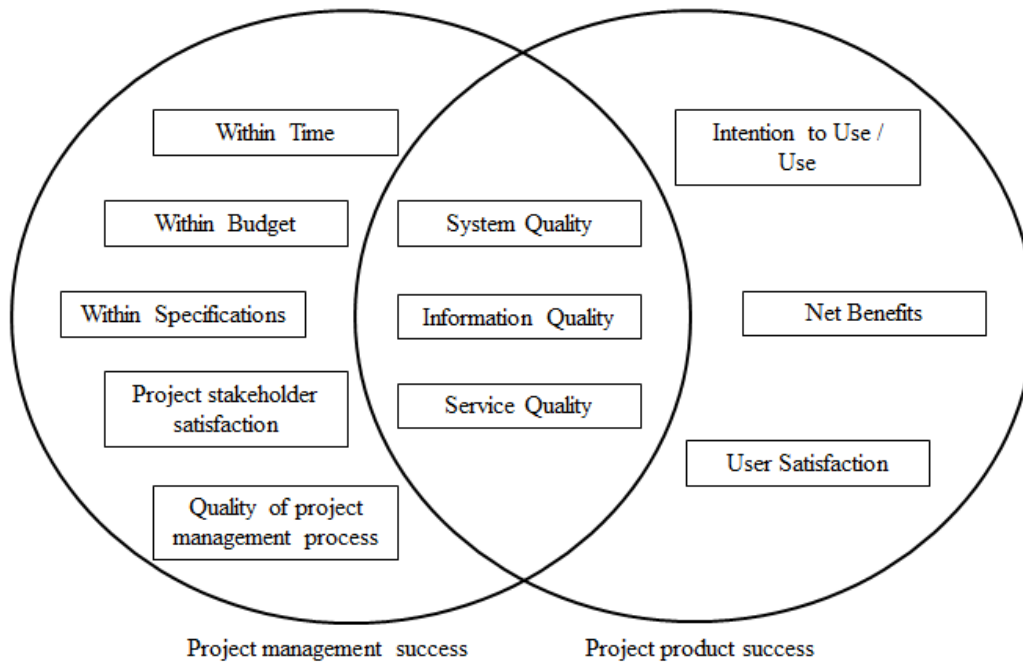 Within Time
Within Budget
Within Specifications
Project stakeholder
satisfaction
Quality of project
management process
System Quality
Information Quality
Service Quality
Intention to Use /
Use
Net Benefits
User Satisfaction
Project management success
Project product success